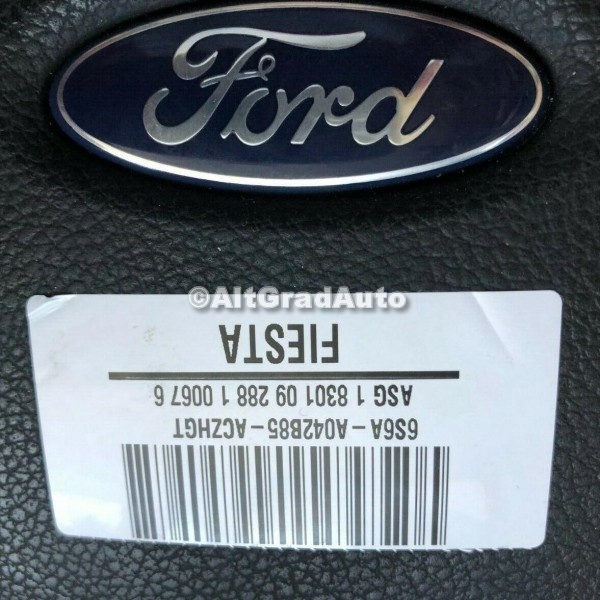 Ford
©AltGradAuto
6S6A-A042B85-ACZHGT
ASG 1 8301 09 288 1 0067 6
FIESTA